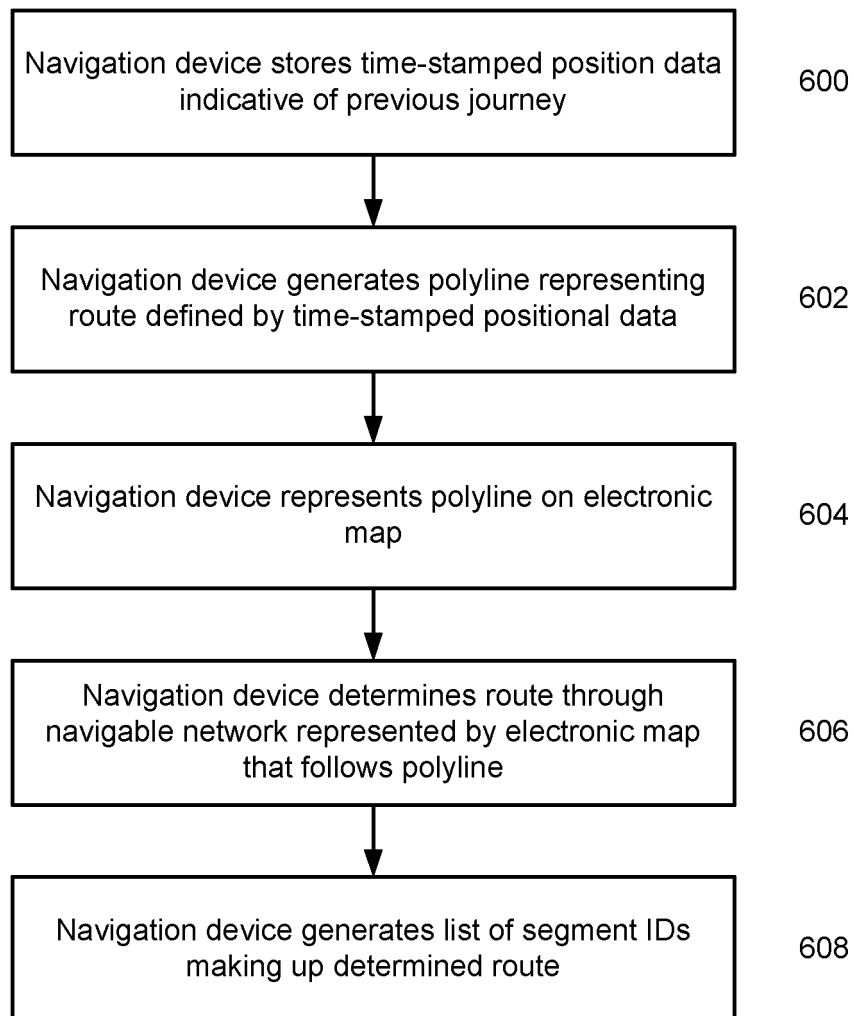 Navigation device stores time-stamped position data
indicative of previous journey
600
Navigation device generates polyline representing
route defined by time-stamped positional data
602
Navigation device represents polyline on electronic
map
604
Navigation device determines route through
navigable network represented by electronic map
that follows polyline
606
Navigation device generates list of segment IDs
making up determined route
608